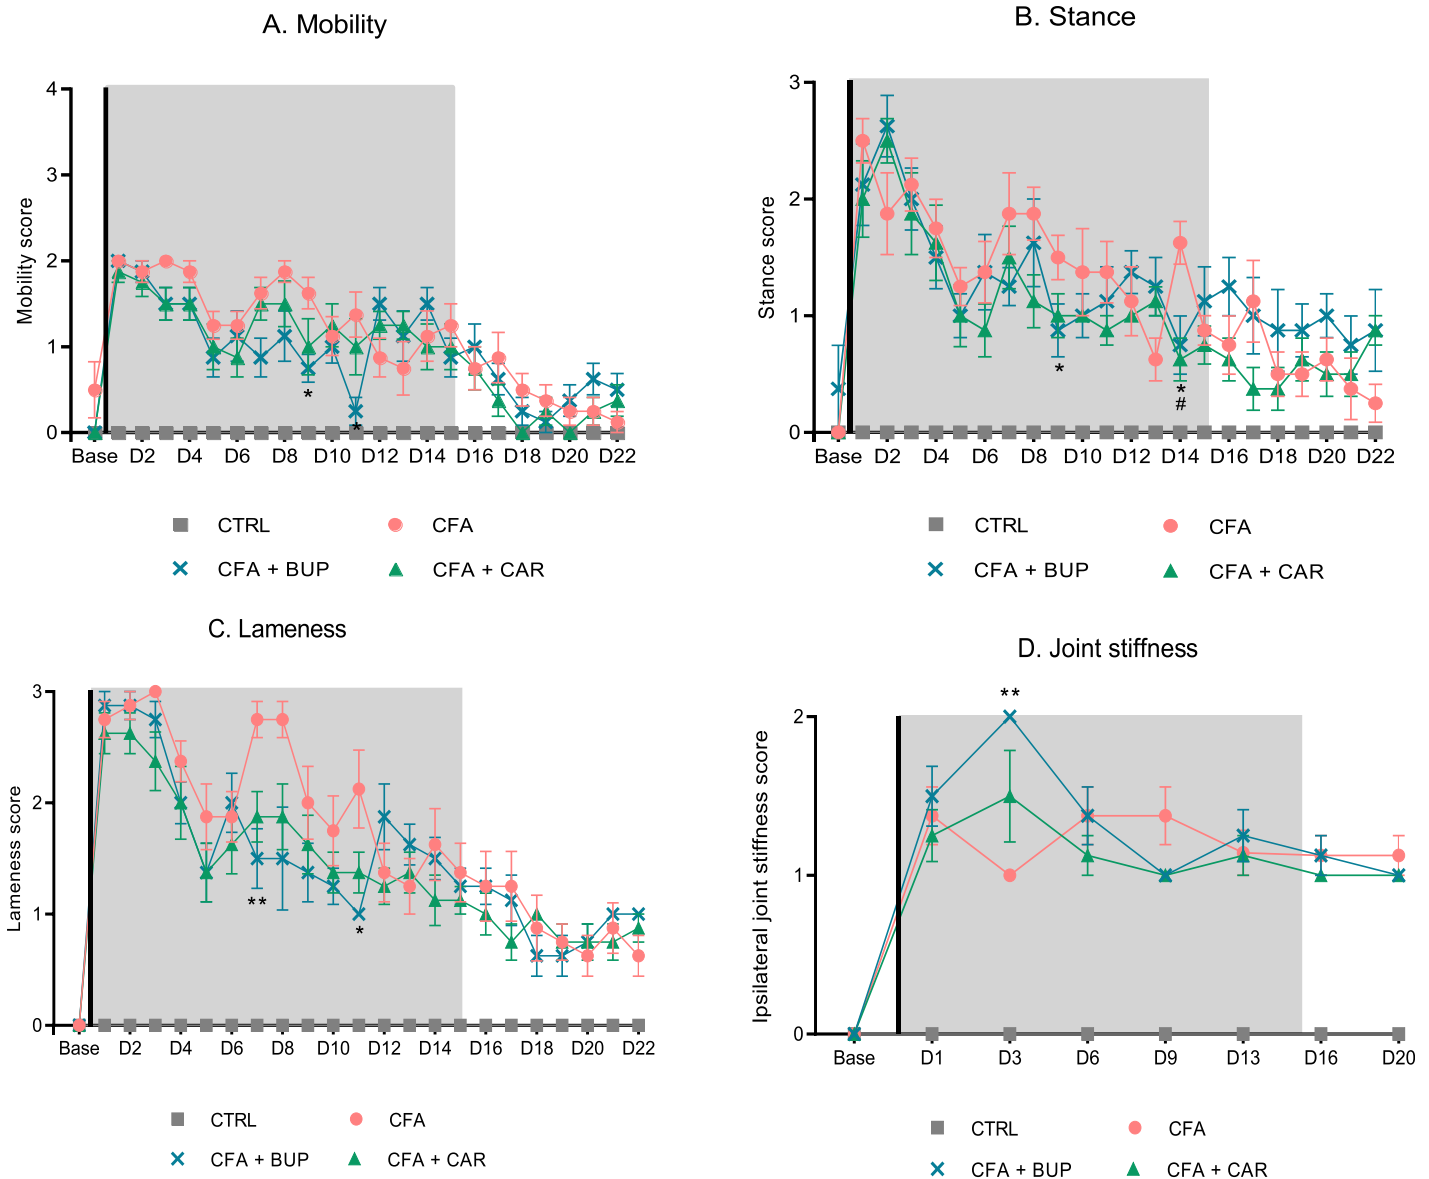 A. Mobility
4
3
2
1
0
Mobility score
*
*
Base D2 D4 D6 D8 D10 D12 D14 D16 D18 D20 D22
CTRL CFA
CFA + BUP CFA + CAR
B. Stance
3
2
1
0
Stance score
*
*
#
Base D2 D4 D6 D8 D10 D12 D14 D16 D18 D20 D22
CTRL CFA
CFA + BUP CFA + CAR
C. Lameness
3
2
1
0
Lameness score
**
*
Base D2 D4 D6 D8 D10 D12 D14 D16 D18 D20 D22
CTRL CFA
CFA + BUP CFA + CAR
D. Joint stiffness
**
2
1
0
Ipsilateral joint stiffness score
Base D1 D3 D6 D9 D13 D16 D20
CTRL CFA
CFA + BUP CFA + CAR